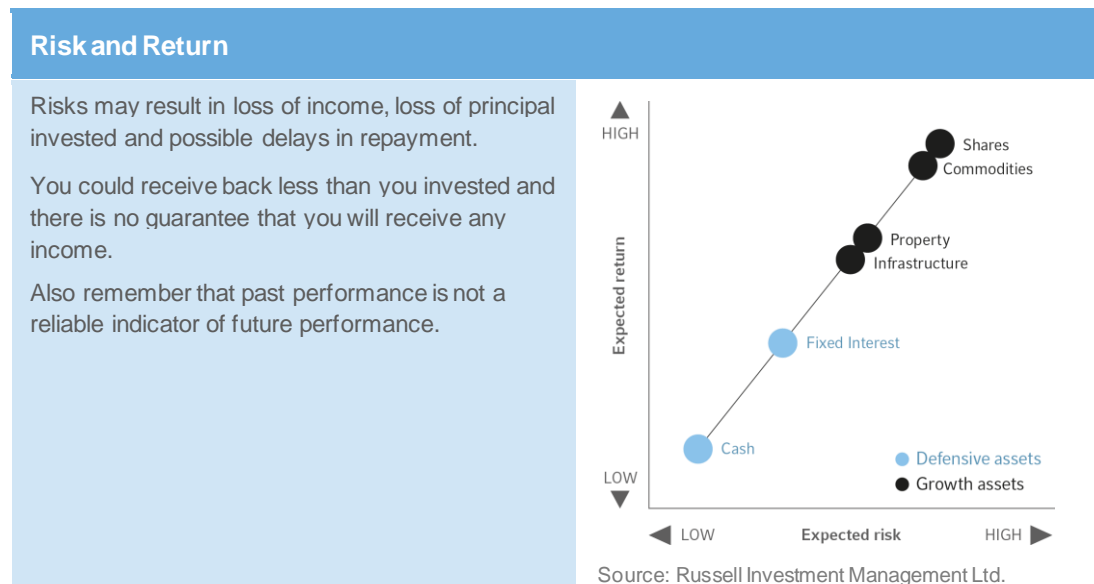 Risk and Return
Risks may result in loss of income, loss of principal
invested and possible delays in repayment.
You could receive back less than you invested and
there is no guarantee that you will receive any
income.
Also remember that past performance is not a
reliable indicator of future performance.
HIGH
Shares
Commodities
Property
Infrastructure
Expected return
Fixed Interest
Cash
Defensive assets
LOW
Growth assets
LOW Expected risk HIGH
Source: Russell Investment Management Ltd.